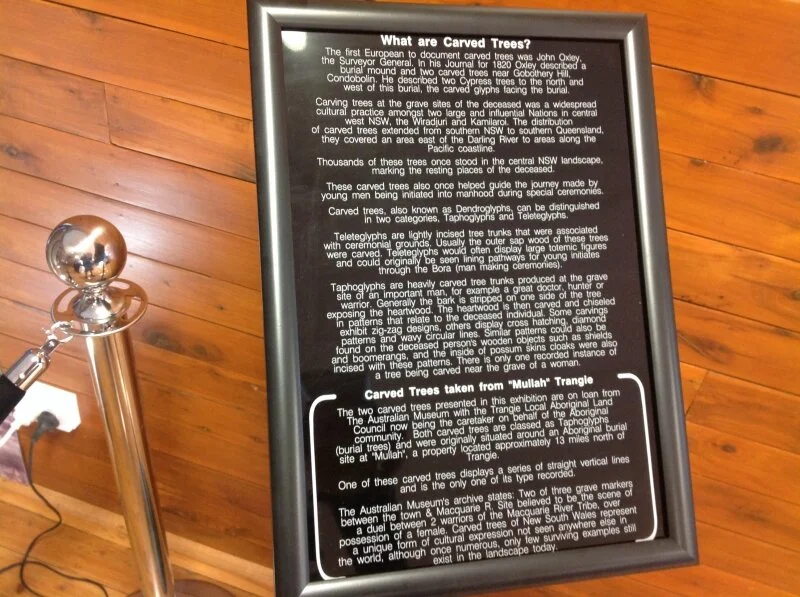 What are Carved Trees?
The first European to document carved trees was John Oxley,
the Surveyor General. In his Journal for 1820 Oxley described a
burial mound and two carved trees near Gobothery Hill,
Condobolin. He described two Cypress trees to the north and
west of this burial, the carved glyphs facing the burial.
Carving trees at the grave sites of the deceased was a widespread
cultural practice amongst two large and influential Nations in central
west NSW, the Wiradjuri and Kamilaroi. The distribution
of carved trees extended from southern NSW to southern Queensland,
they covered an area east of the Darling River to areas along the
Pacific coastline.
Thousands of these trees once stood in the central NSW landscape,
marking the resting places of the deceased.
These carved trees also once helped guide the journey made by
young men being initiated into manhood during special ceremonies.
Carved trees, also known as Dendroglyphs, can be distinguished
in two categories, Taphoglyphs and Teleteglyphs.
Teleteglyphs are lightly incised tree trunks that were associated
with ceremonial grounds. Usually the outer sap wood of these trees
were carved. Teleteglyphs would often display large totemic figures
and could originally be seen lining pathways for young initiates
through the Bora (man making ceremonies).
Taphoglyphs are heavily carved tree trunks produced at the grave
site of an important man, for example a great doctor, hunter or
warrior. Generally the bark is stripped on one side of the tree
exposing the heartwood. The heartwood is then carved and chiseled
in patterns that relate to the deceased individual. Some carvings
exhibit zig-zag designs, others display cross hatching, diamond
patterns and wavy circular lines. Similar patterns could also be
found on the deceased person's wooden objects such as shields
and boomerangs, and the inside of possum skins cloaks were also
incised with these patterns. There is only one recorded instance of
a tree being carved near the grave of a woman.
Carved Trees taken from "Mullah" Trangle
The two carved trees presented in this exhibition are on loan from
The Australian Museum with the Trangie Local Aboriginal Land
Council now being the caretaker on behalf of the Aboriginal
community. Both carved trees are classed as Taphoglyphs
(burial trees) and were originally situated around an Aboriginal burial
site at "Mullah", a property located approximately 13 miles north of
Trangie.
One of these carved trees displays a series of straight vertical lines
and is the only one of its type recorded.
The Australian Museum's archive states: Two of three grave markers
between the town & Macquarie R. Site believed to be the scene of
a duel between 2 warriors of the Macquarie River Tribe, over
possession of a female. Carved trees of New South Wales represent
a unique form of cultural expression not seen anywhere else in
the world, although once numerous, only few surviving examples still
exist in the landscape today.